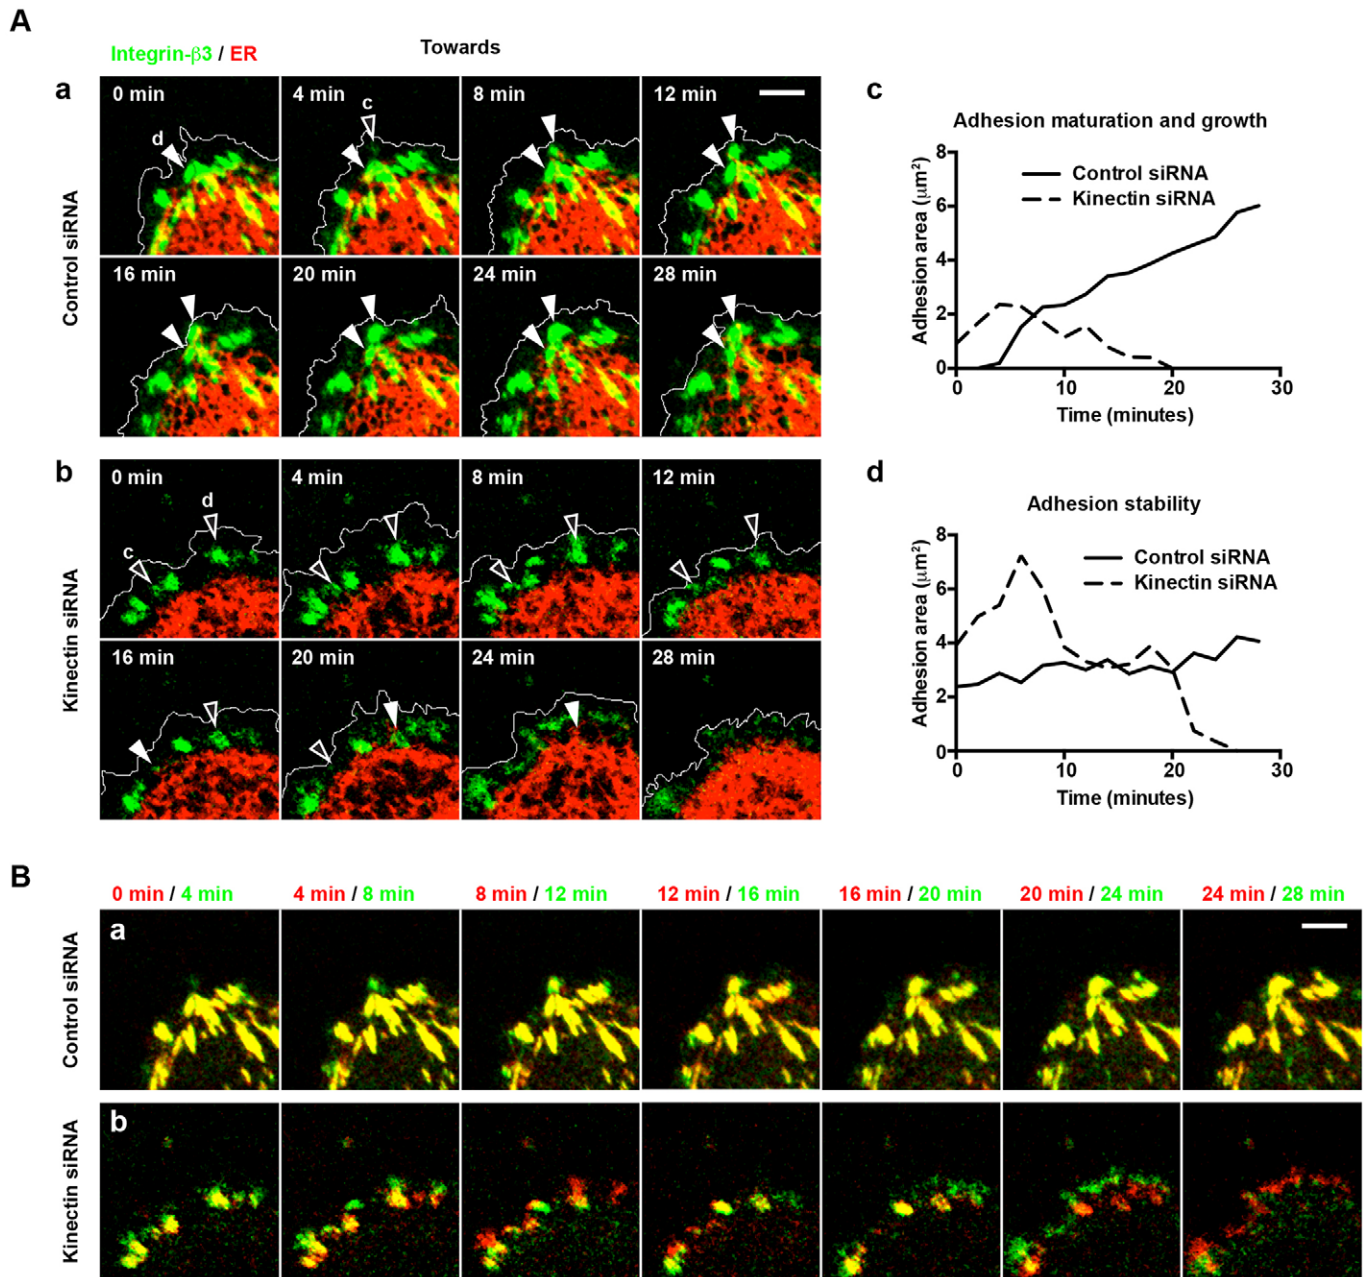 A
Integrin-β3 / ER
Towards
a
0 min
4 min
8 min
12 min
d
c
16 min
20 min
24 min
28 min
Control siRNA
b
0 min
4 min
8 min
12 min
d
c
16 min
20 min
24 min
28 min
Kinectin siRNA
c
Adhesion maturation and growth
Control siRNA
Kinectin siRNA
Adhesion area (μm²)
8
6
4
2
0
0
10
20
30
Time (minutes)
d
Adhesion stability
Control siRNA
Kinectin siRNA
Adhesion area (μm²)
8
6
4
2
0
0
10
20
30
Time (minutes)
B
0 min / 4 min
4 min / 8 min
8 min / 12 min
12 min / 16 min
16 min / 20 min
20 min / 24 min
24 min / 28 min
a
Control siRNA
b
Kinectin siRNA